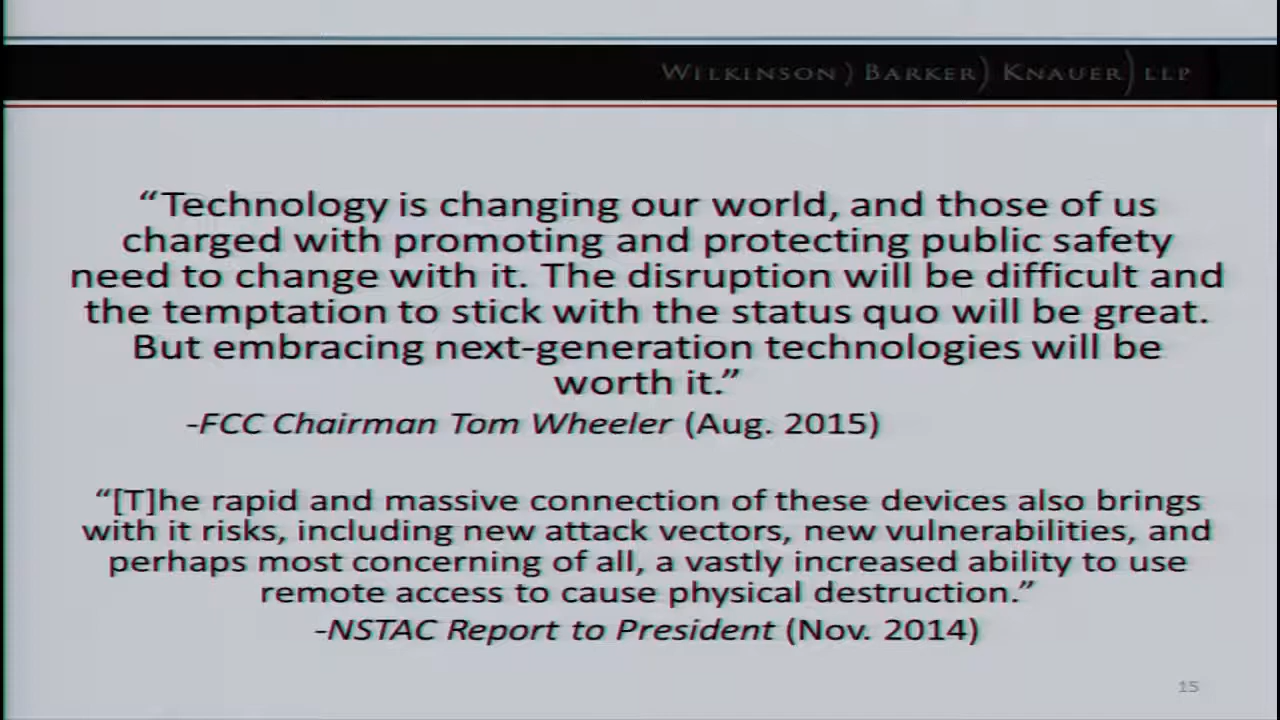 WILKINSON ) BARKER ) KNAUER ) LLP
“Technology is changing our world, and those of us
charged with promoting and protecting public safety
need to change with it. The disruption will be difficult and
the temptation to stick with the status quo will be great.
But embracing next-generation technologies will be
worth it.”
-FCC Chairman Tom Wheeler (Aug. 2015)
“[T]he rapid and massive connection of these devices also brings
with it risks, including new attack vectors, new vulnerabilities, and
perhaps most concerning of all, a vastly increased ability to use
remote access to cause physical destruction.”
-NSTAC Report to President (Nov. 2014)
15